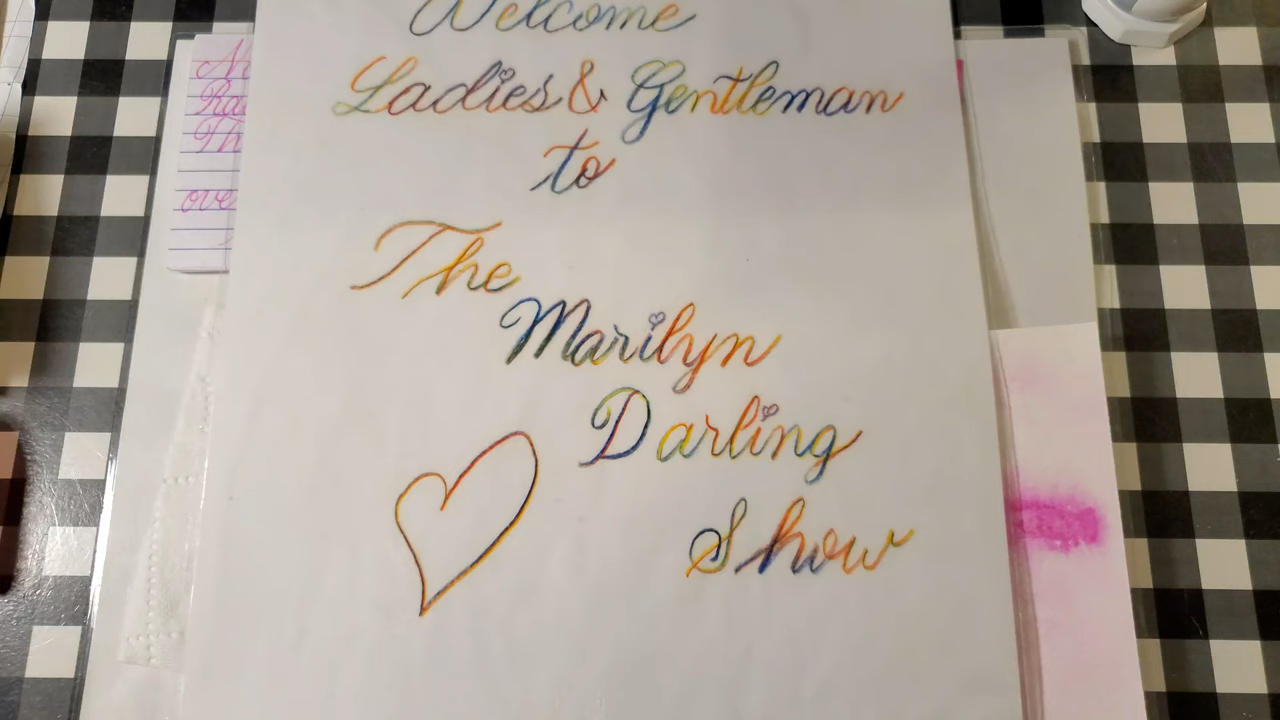 Welcome
Ladies & Gentleman
to
The
Marilyn
Darling
Show